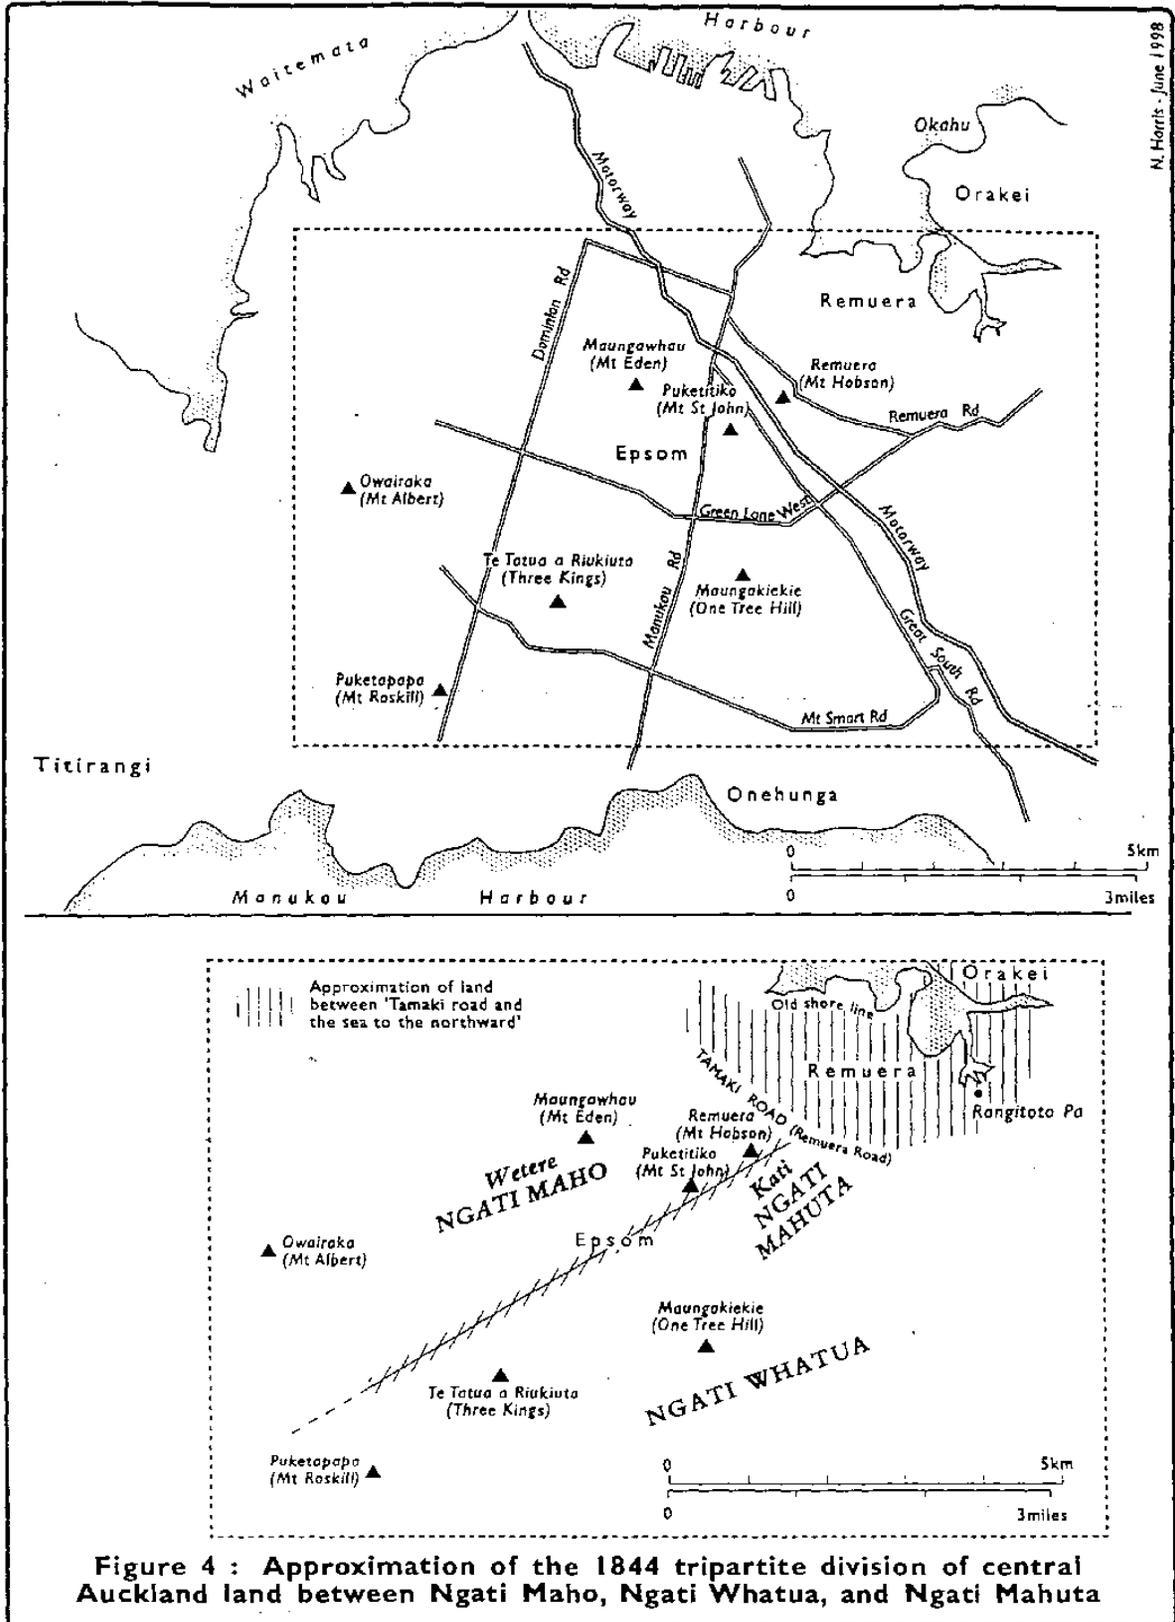 N. Harris - June 1998
Waitemata Harbour
Okahu
Orakei
Motorway
Remuera
Dominion Rd
Maungawhau
(Mt Eden)
Remuera
(Mt Hobson)
Puketitiko
(Mt St John)
Remuera Rd
Epsom
Owairaka
(Mt Albert)
Green Lane West
Motorway
Te Tatua a Riukiuta
(Three Kings)
Manukau Rd
Maungakiekie
(One Tree Hill)
Great South Rd
Puketapapa
(Mt Roskill)
Mt Smart Rd
Titirangi
Onehunga
0 5km
0 3miles
Manukau Harbour
Approximation of land
between 'Tamaki road and
the sea to the northward'
Orakei
Old shore line
Remuera
TAMAKI ROAD (Remuera Road)
Rangitoto Pa
Maungawhau
(Mt Eden)
Remuera
(Mt Hobson)
Puketitiko
(Mt St John)
Wetere
NGATI MAHO
Kati
NGATI
MAHUTA
Epsom
Owairaka
(Mt Albert)
Maungakiekie
(One Tree Hill)
NGATI WHATUA
Te Tatua a Riukiuta
(Three Kings)
Puketapapa
(Mt Roskill)
0 5km
0 3miles
Figure 4 : Approximation of the 1844 tripartite division of central
Auckland land between Ngati Maho, Ngati Whatua, and Ngati Mahuta